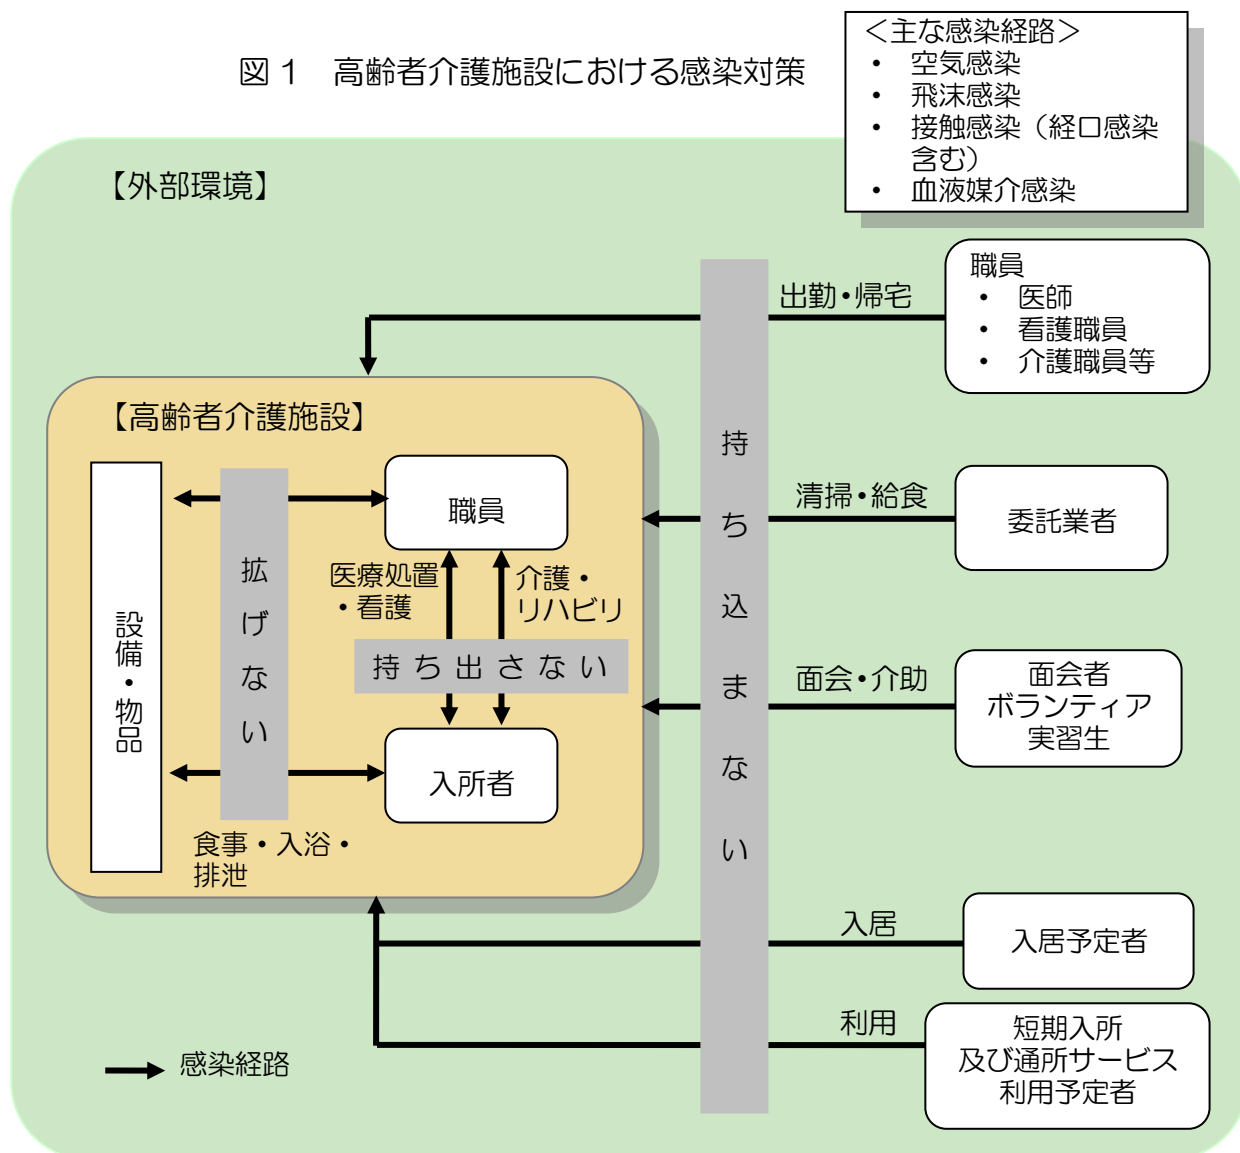 図1　高齢者介護施設における感染対策
＜主な感染経路＞
・ 空気感染
・ 飛沫感染
・ 接触感染（経口感染
含む）
・ 血液媒介感染
【外部環境】
職員
・ 医師
・ 看護職員
・ 介護職員等
出勤・帰宅
【高齢者介護施設】
持ち込まない
設備・物品
拡げない
職員
医療処置
・看護
介護・
リハビリ
持ち出さない
入所者
食事・入浴・
排泄
清掃・給食
委託業者
面会・介助
面会者
ボランティア
実習生
入居
入居予定者
利用
短期入所
及び通所サービス
利用予定者
感染経路